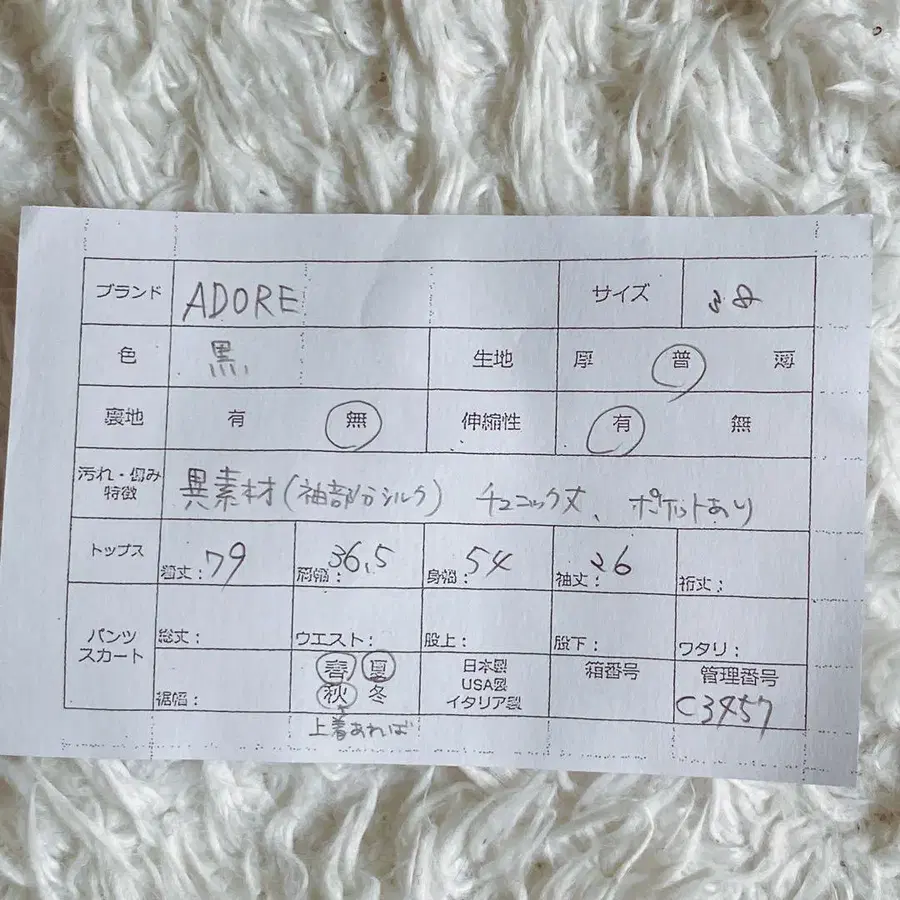 ブランド ADORE サイズ 38
色 黒 生地 厚 普 薄
裏地 有 無 伸縮性 有 無
汚れ・傷み
特徴 異素材(袖部分シルク) チュニック丈、ポケットあり
トップス 着丈:79 肩幅:36.5 身幅:54 袖丈:26 裄丈:
パンツ
スカート 総丈: ウエスト: 股上: 股下: ワタリ:
裾幅: 春 夏
秋 冬
上着あれば
日本製
USA製
イタリア製
箱番号
管理番号
C3457